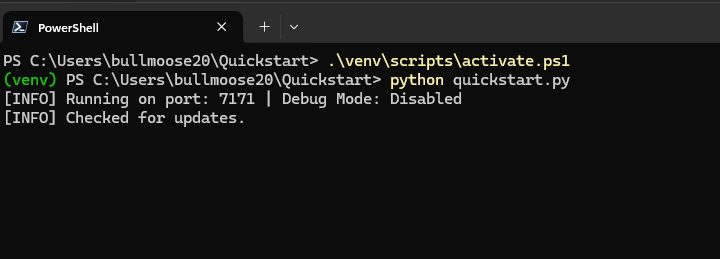 PowerShell
PS C:\Users\bullmoose20\Quickstart> .\venv\scripts\activate.ps1
(venv) PS C:\Users\bullmoose20\Quickstart> python quickstart.py
[INFO] Running on port: 7171 | Debug Mode: Disabled
[INFO] Checked for updates.